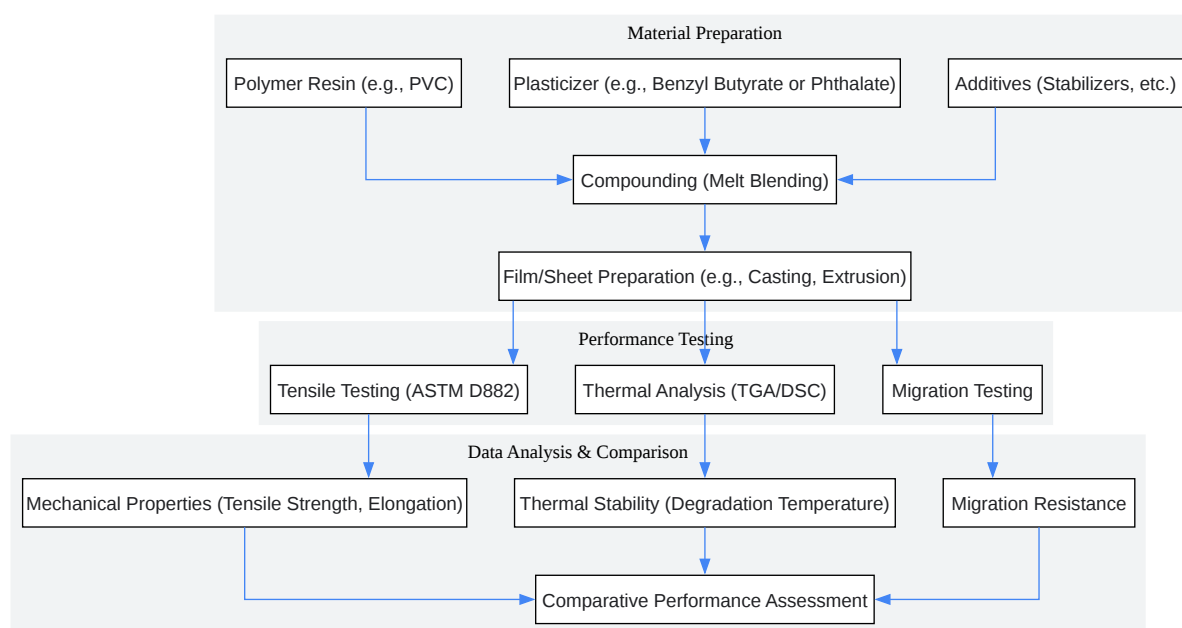 Material Preparation
Polymer Resin (e.g., PVC)
Plasticizer (e.g., Benzyl Butyrate or Phthalate)
Additives (Stabilizers, etc.)
Compounding (Melt Blending)
Film/Sheet Preparation (e.g., Casting, Extrusion)
Performance Testing
Tensile Testing (ASTM D882)
Thermal Analysis (TGA/DSC)
Migration Testing
Data Analysis & Comparison
Mechanical Properties (Tensile Strength, Elongation)
Thermal Stability (Degradation Temperature)
Migration Resistance
Comparative Performance Assessment